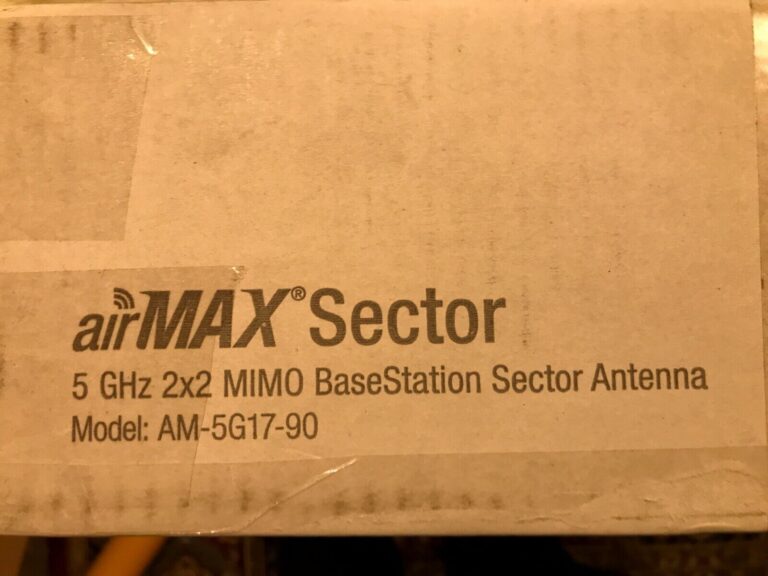 airMAX® Sector
5 GHz 2x2 MIMO BaseStation Sector Antenna
Model: AM-5G17-90